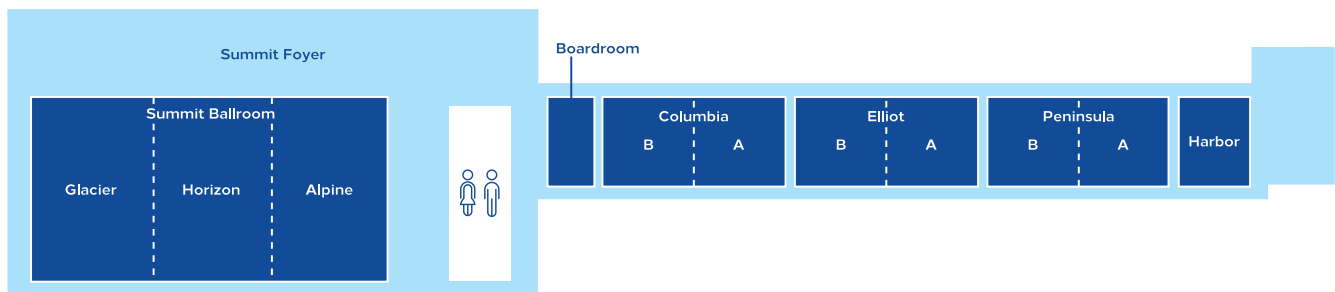 Summit Foyer
Boardroom
Summit Ballroom
Glacier
Horizon
Alpine
Columbia
B
A
Elliot
B
A
Peninsula
B
A
Harbor